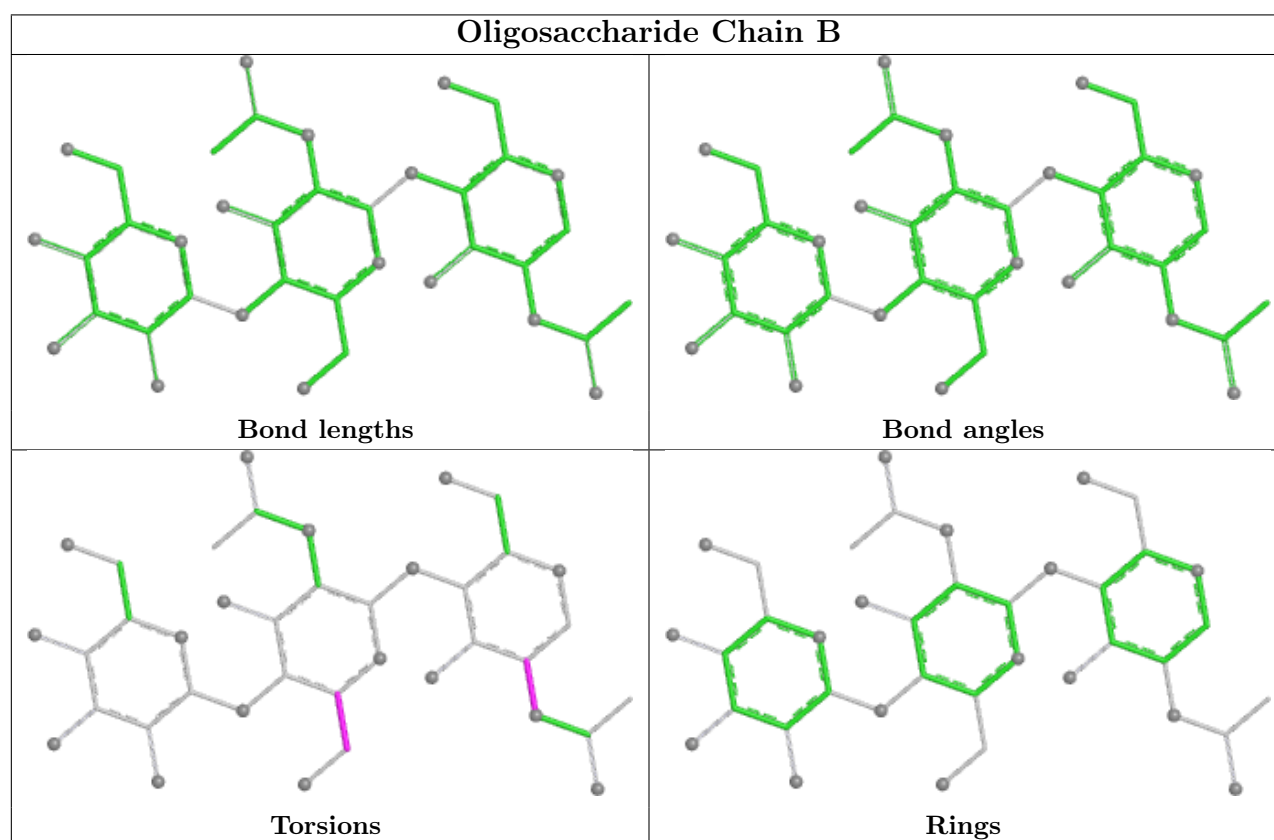 Oligosaccharide Chain B
Bond lengths
Bond angles
Torsions
Rings